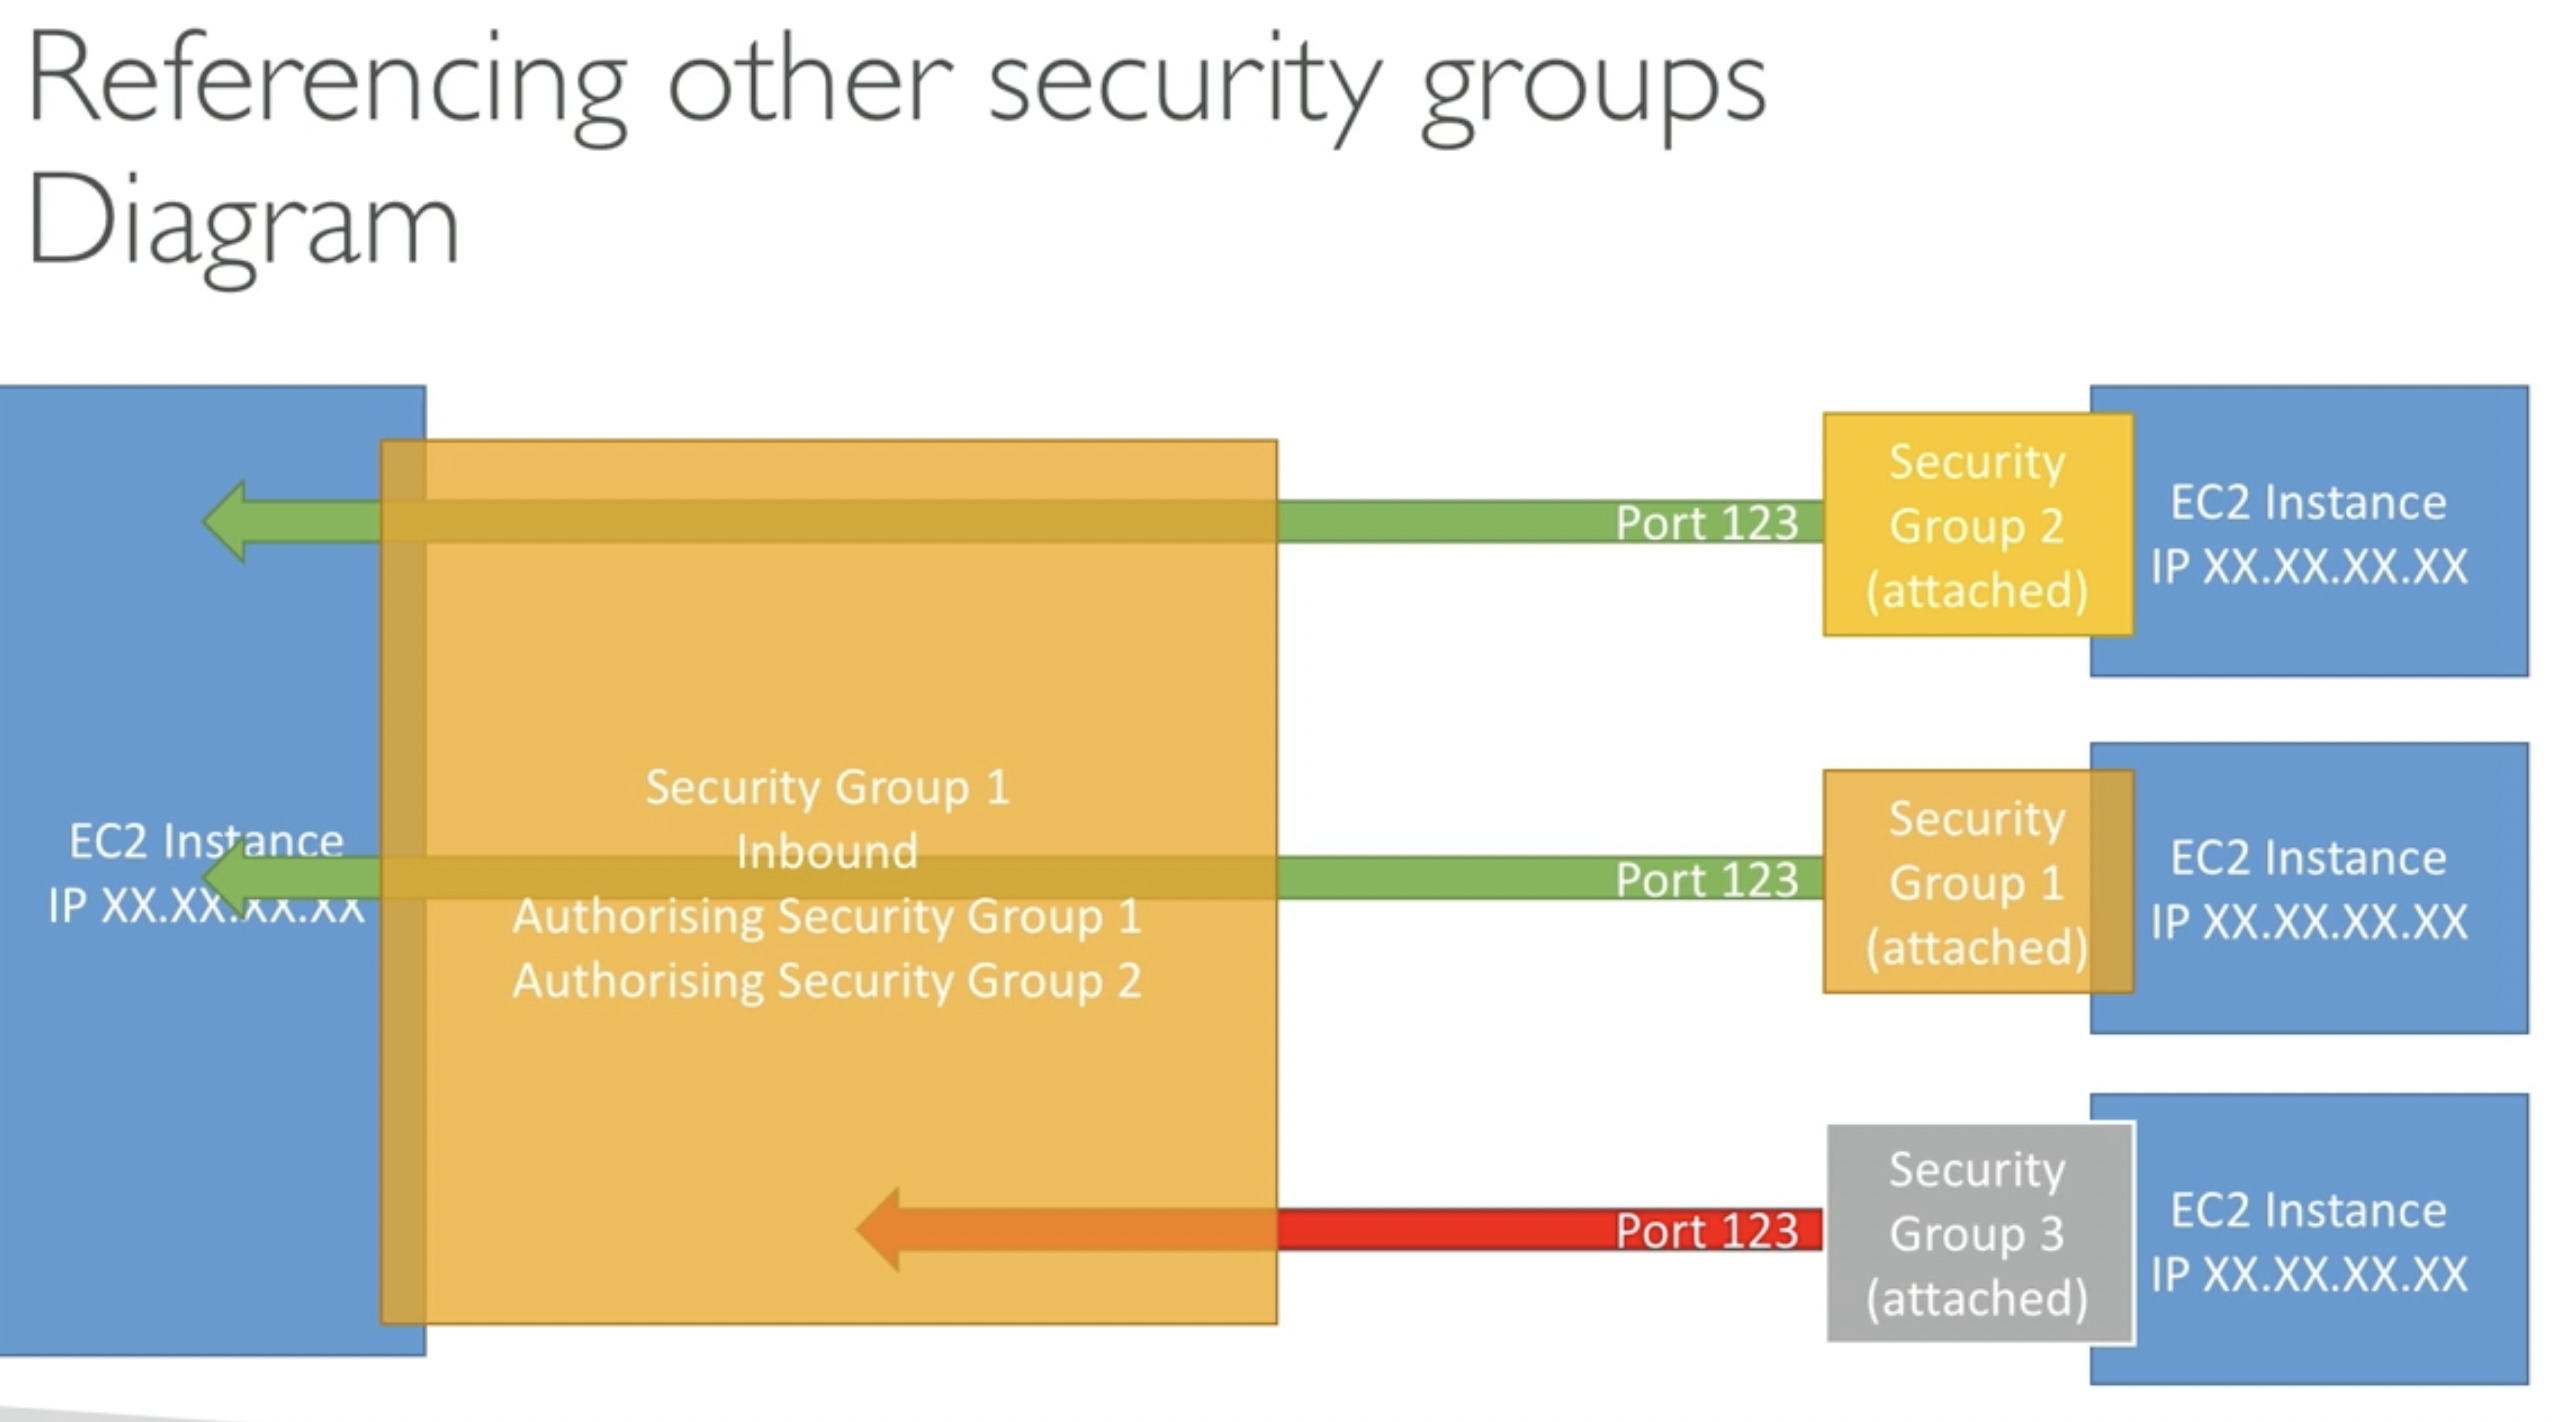 Referencing other security groups
Diagram
EC2 Instance
IP XX.XX.XX.XX
Security Group 1
Inbound
Authorising Security Group 1
Authorising Security Group 2
Port 123
Security
Group 2
(attached)
EC2 Instance
IP XX.XX.XX.XX
Port 123
Security
Group 1
(attached)
EC2 Instance
IP XX.XX.XX.XX
Port 123
Security
Group 3
(attached)
EC2 Instance
IP XX.XX.XX.XX